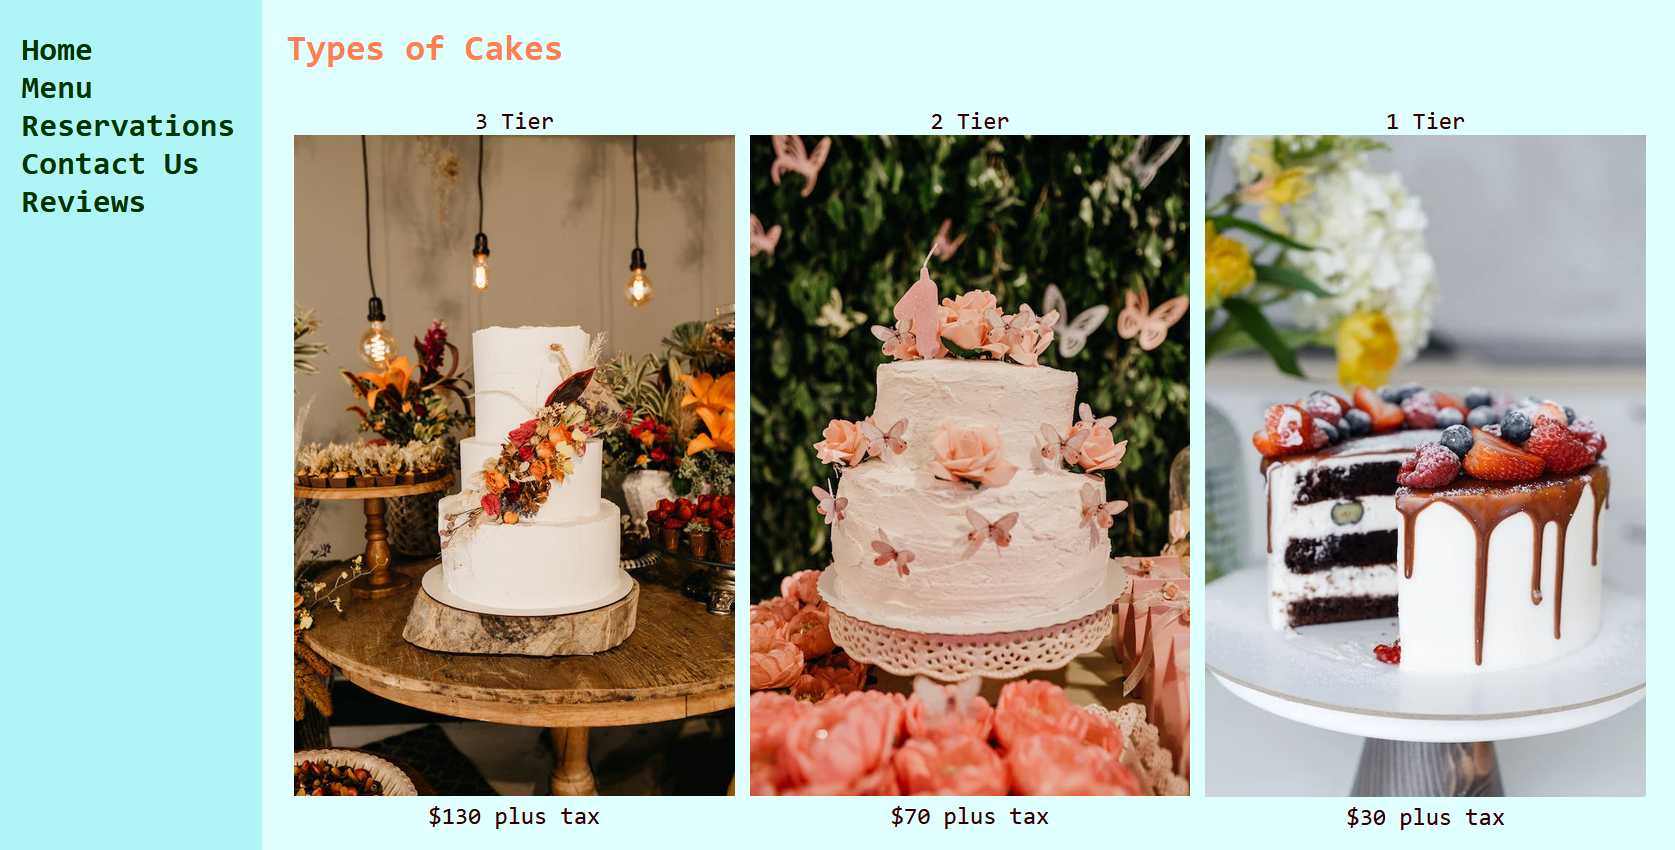 Home
Menu
Reservations
Contact Us
Reviews
Types of Cakes
3 Tier
2 Tier
1 Tier
1
$130 plus tax
$70 plus tax
$30 plus tax